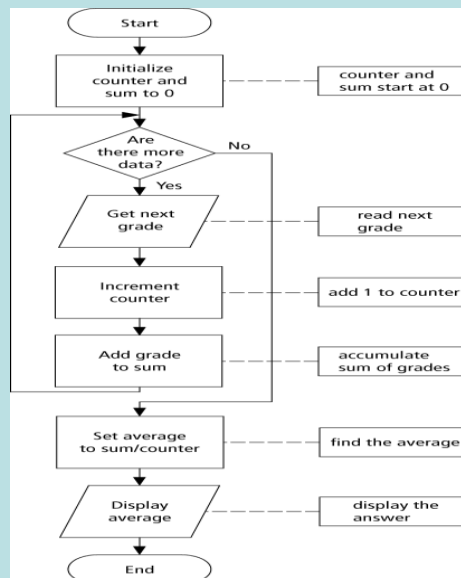 Start
Initialize
counter and
sum to 0
counter and
sum start at 0
Are
there more
data?
No
Yes
Get next
grade
read next
grade
Increment
counter
add 1 to counter
Add grade
to sum
accumulate
sum of grades
Set average
to sum/counter
find the average
Display
average
display the
answer
End